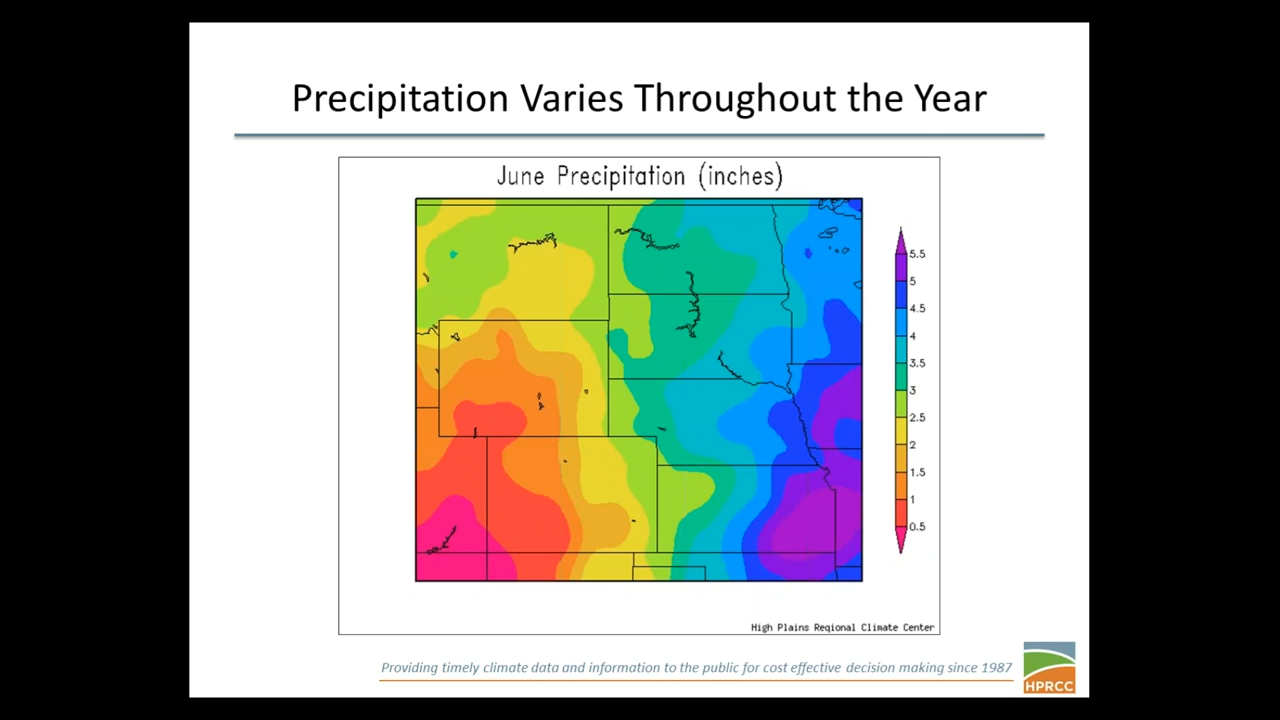 Precipitation Varies Throughout the Year
June Precipitation (inches)
5.5
5
4.5
4
3.5
3
2.5
2
1.5
1
0.5
High Plains Regional Climate Center
Providing timely climate data and information to the public for cost effective decision making since 1987
HPRCC